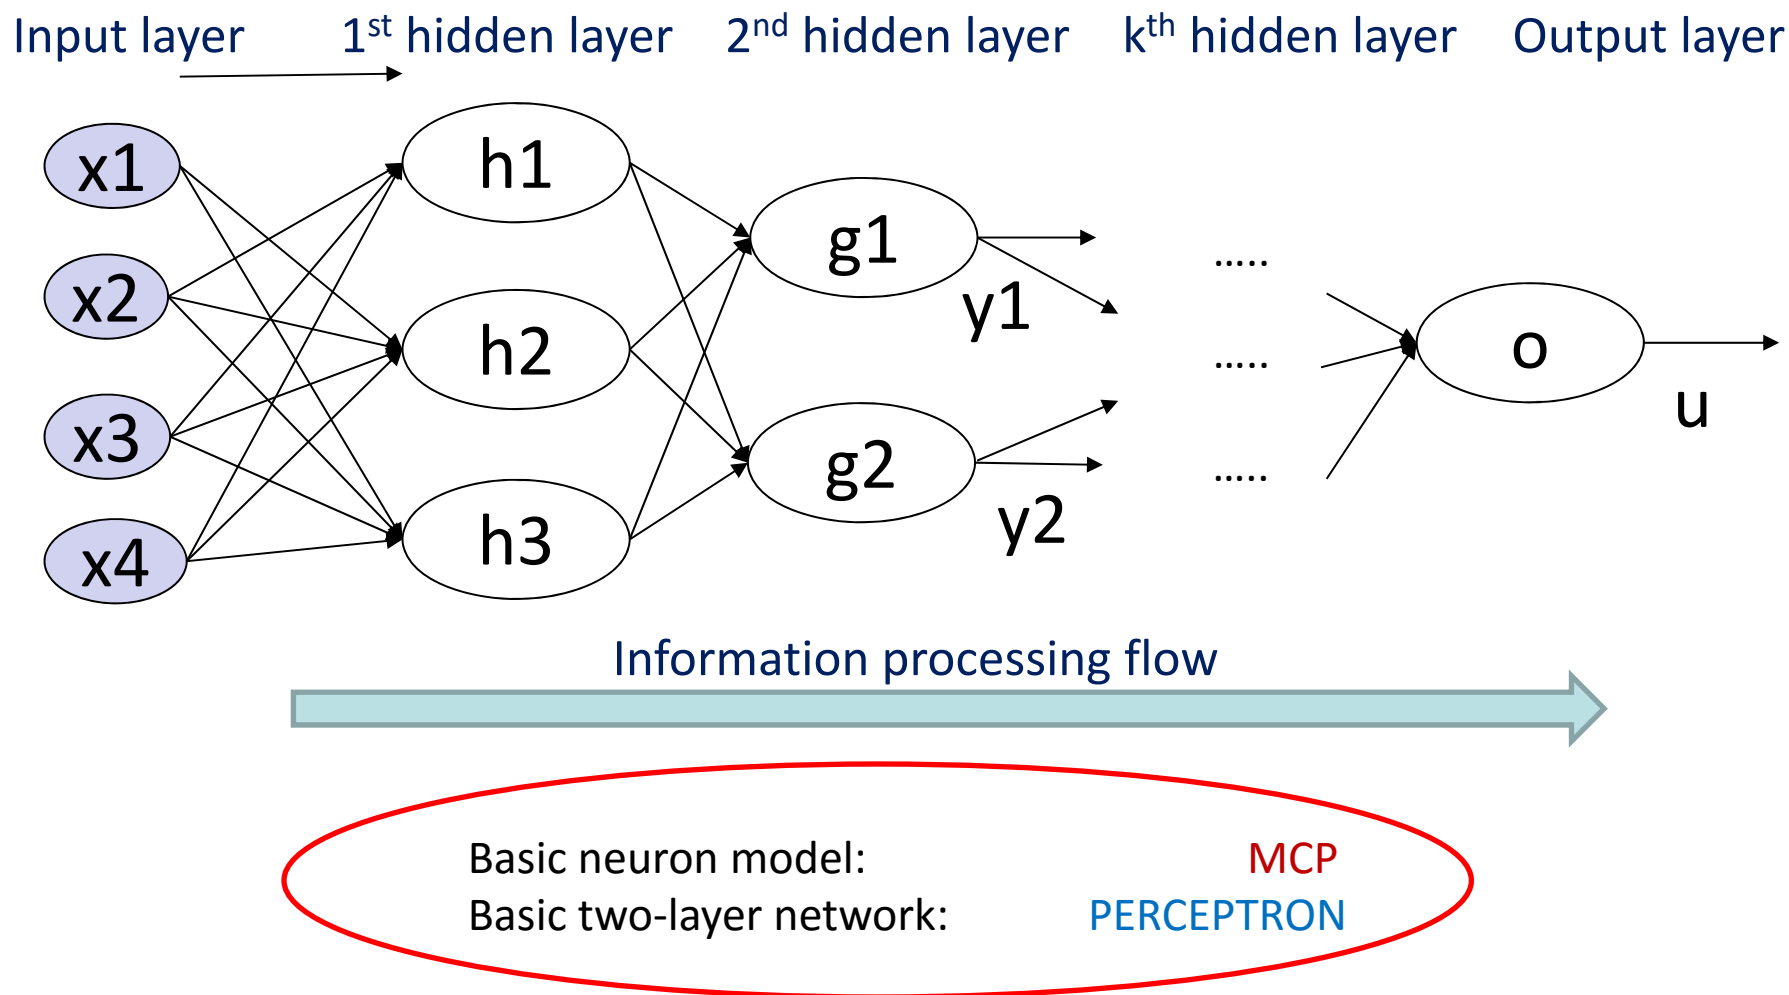 Input layer 1st hidden layer 2nd hidden layer kth hidden layer Output layer
x1
x2
x3
x4
h1
h2
h3
g1
y1
g2
y2
.....
.....
.....
o
u
Information processing flow
Basic neuron model: MCP
Basic two-layer network: PERCEPTRON